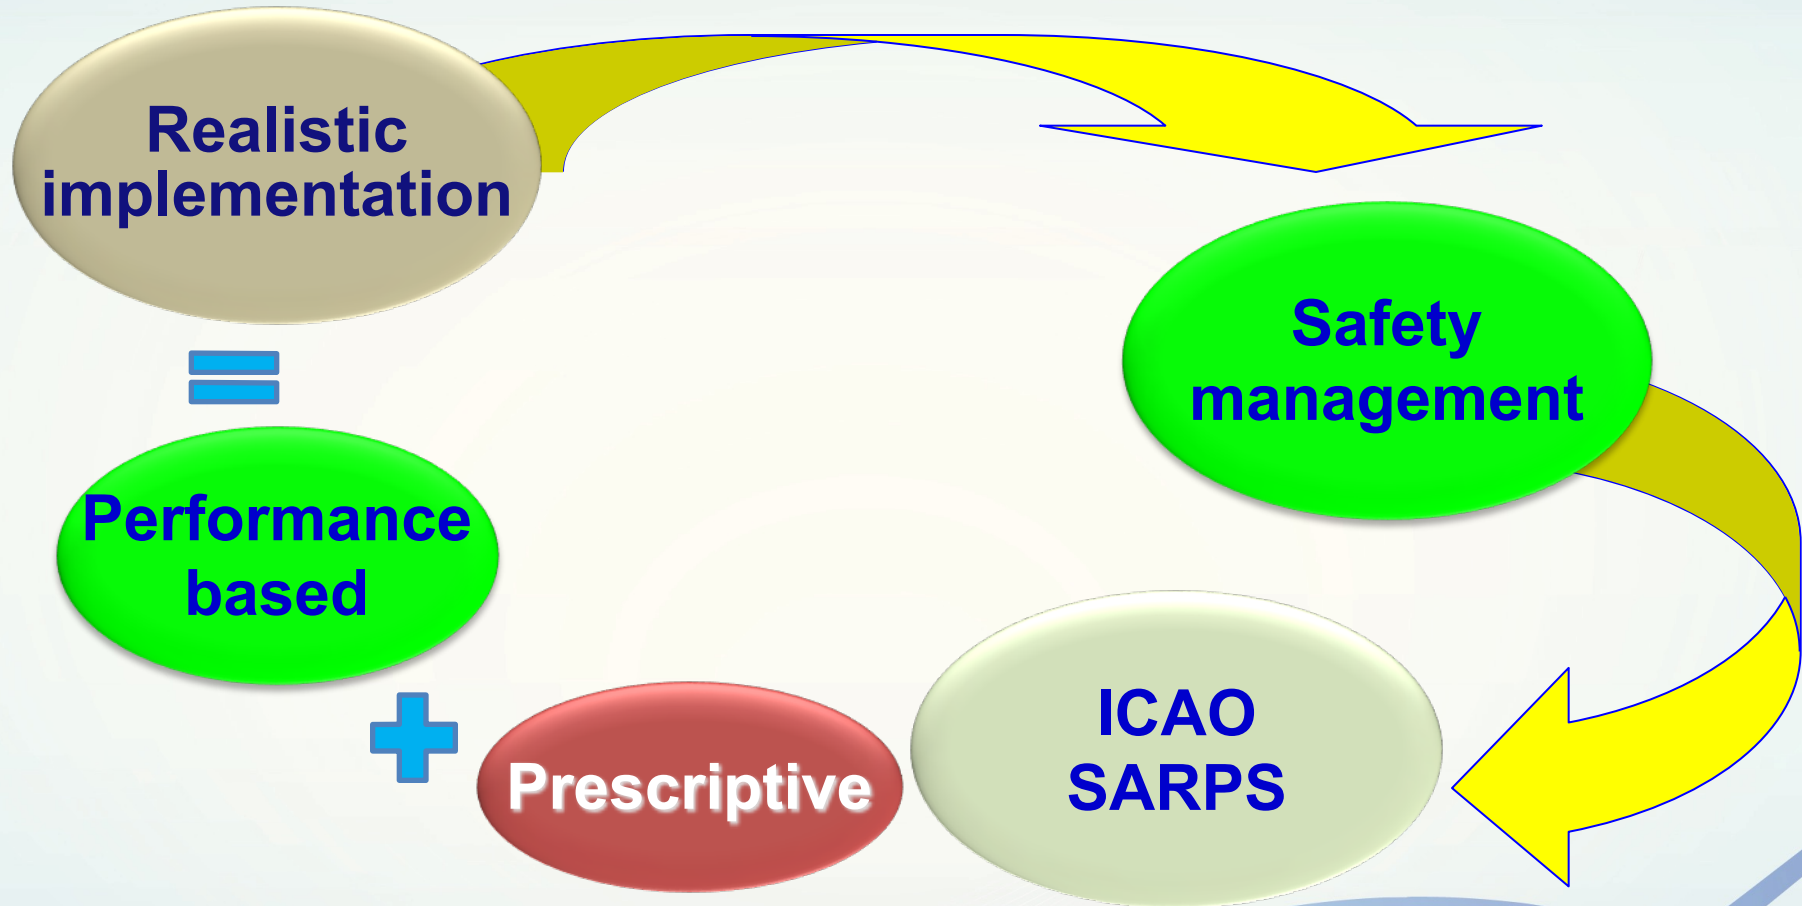 Realistic
implementation
Safety
management
Performance
based
ICAO
SARPS
Prescriptive